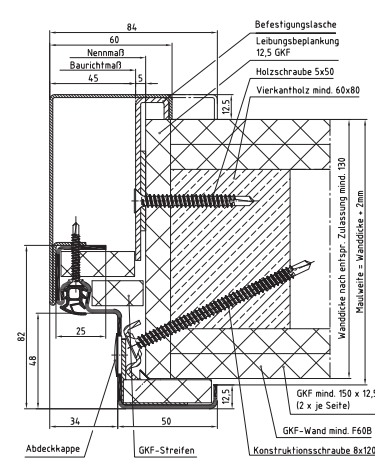 84
60
Nennmaß
Baurichtmaß
45
5
12,5
Befestigungslasche
Leibungsbeplankung
12,5 GKF
Holzschraube 5x50
Vierkantholz mind. 60x80
Wanddicke nach entspr. Zulassung mind. 130
Maulweite = Wanddicke + 2mm
82
48
25
12,5
34
50
GKF mind. 150 x 12,5
(2 x je Seite)
GKF-Wand mind. F60B
Abdeckkappe
GKF-Streifen
Konstruktionsschraube 8x120